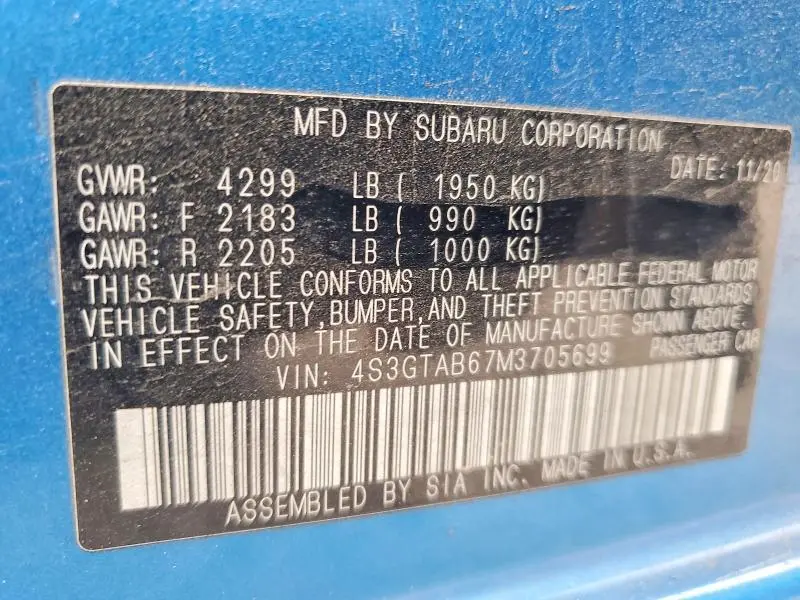 MFD BY SUBARU CORPORATION
DATE: 11/20
GVWR: 4299 LB ( 1950 KG)
GAWR: F 2183 LB ( 990 KG)
GAWR: R 2205 LB ( 1000 KG)
THIS VEHICLE CONFORMS TO ALL APPLICABLE FEDERAL MOTOR
VEHICLE SAFETY, BUMPER, AND THEFT PREVENTION STANDARDS
IN EFFECT ON THE DATE OF MANUFACTURE SHOWN ABOVE.
VIN: 4S3GTAB67M3705699 PASSENGER CAR
ASSEMBLED BY SIA INC. MADE IN U.S.A.